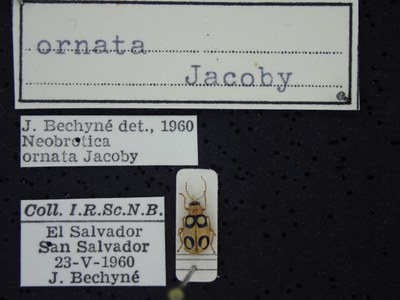 ornata
Jacoby
J. Bechyné det., 1960
Neobrotica
ornata Jacoby
Coll. I.R.Sc.N.B.
El Salvador
San Salvador
23-V-1960
J. Bechyné